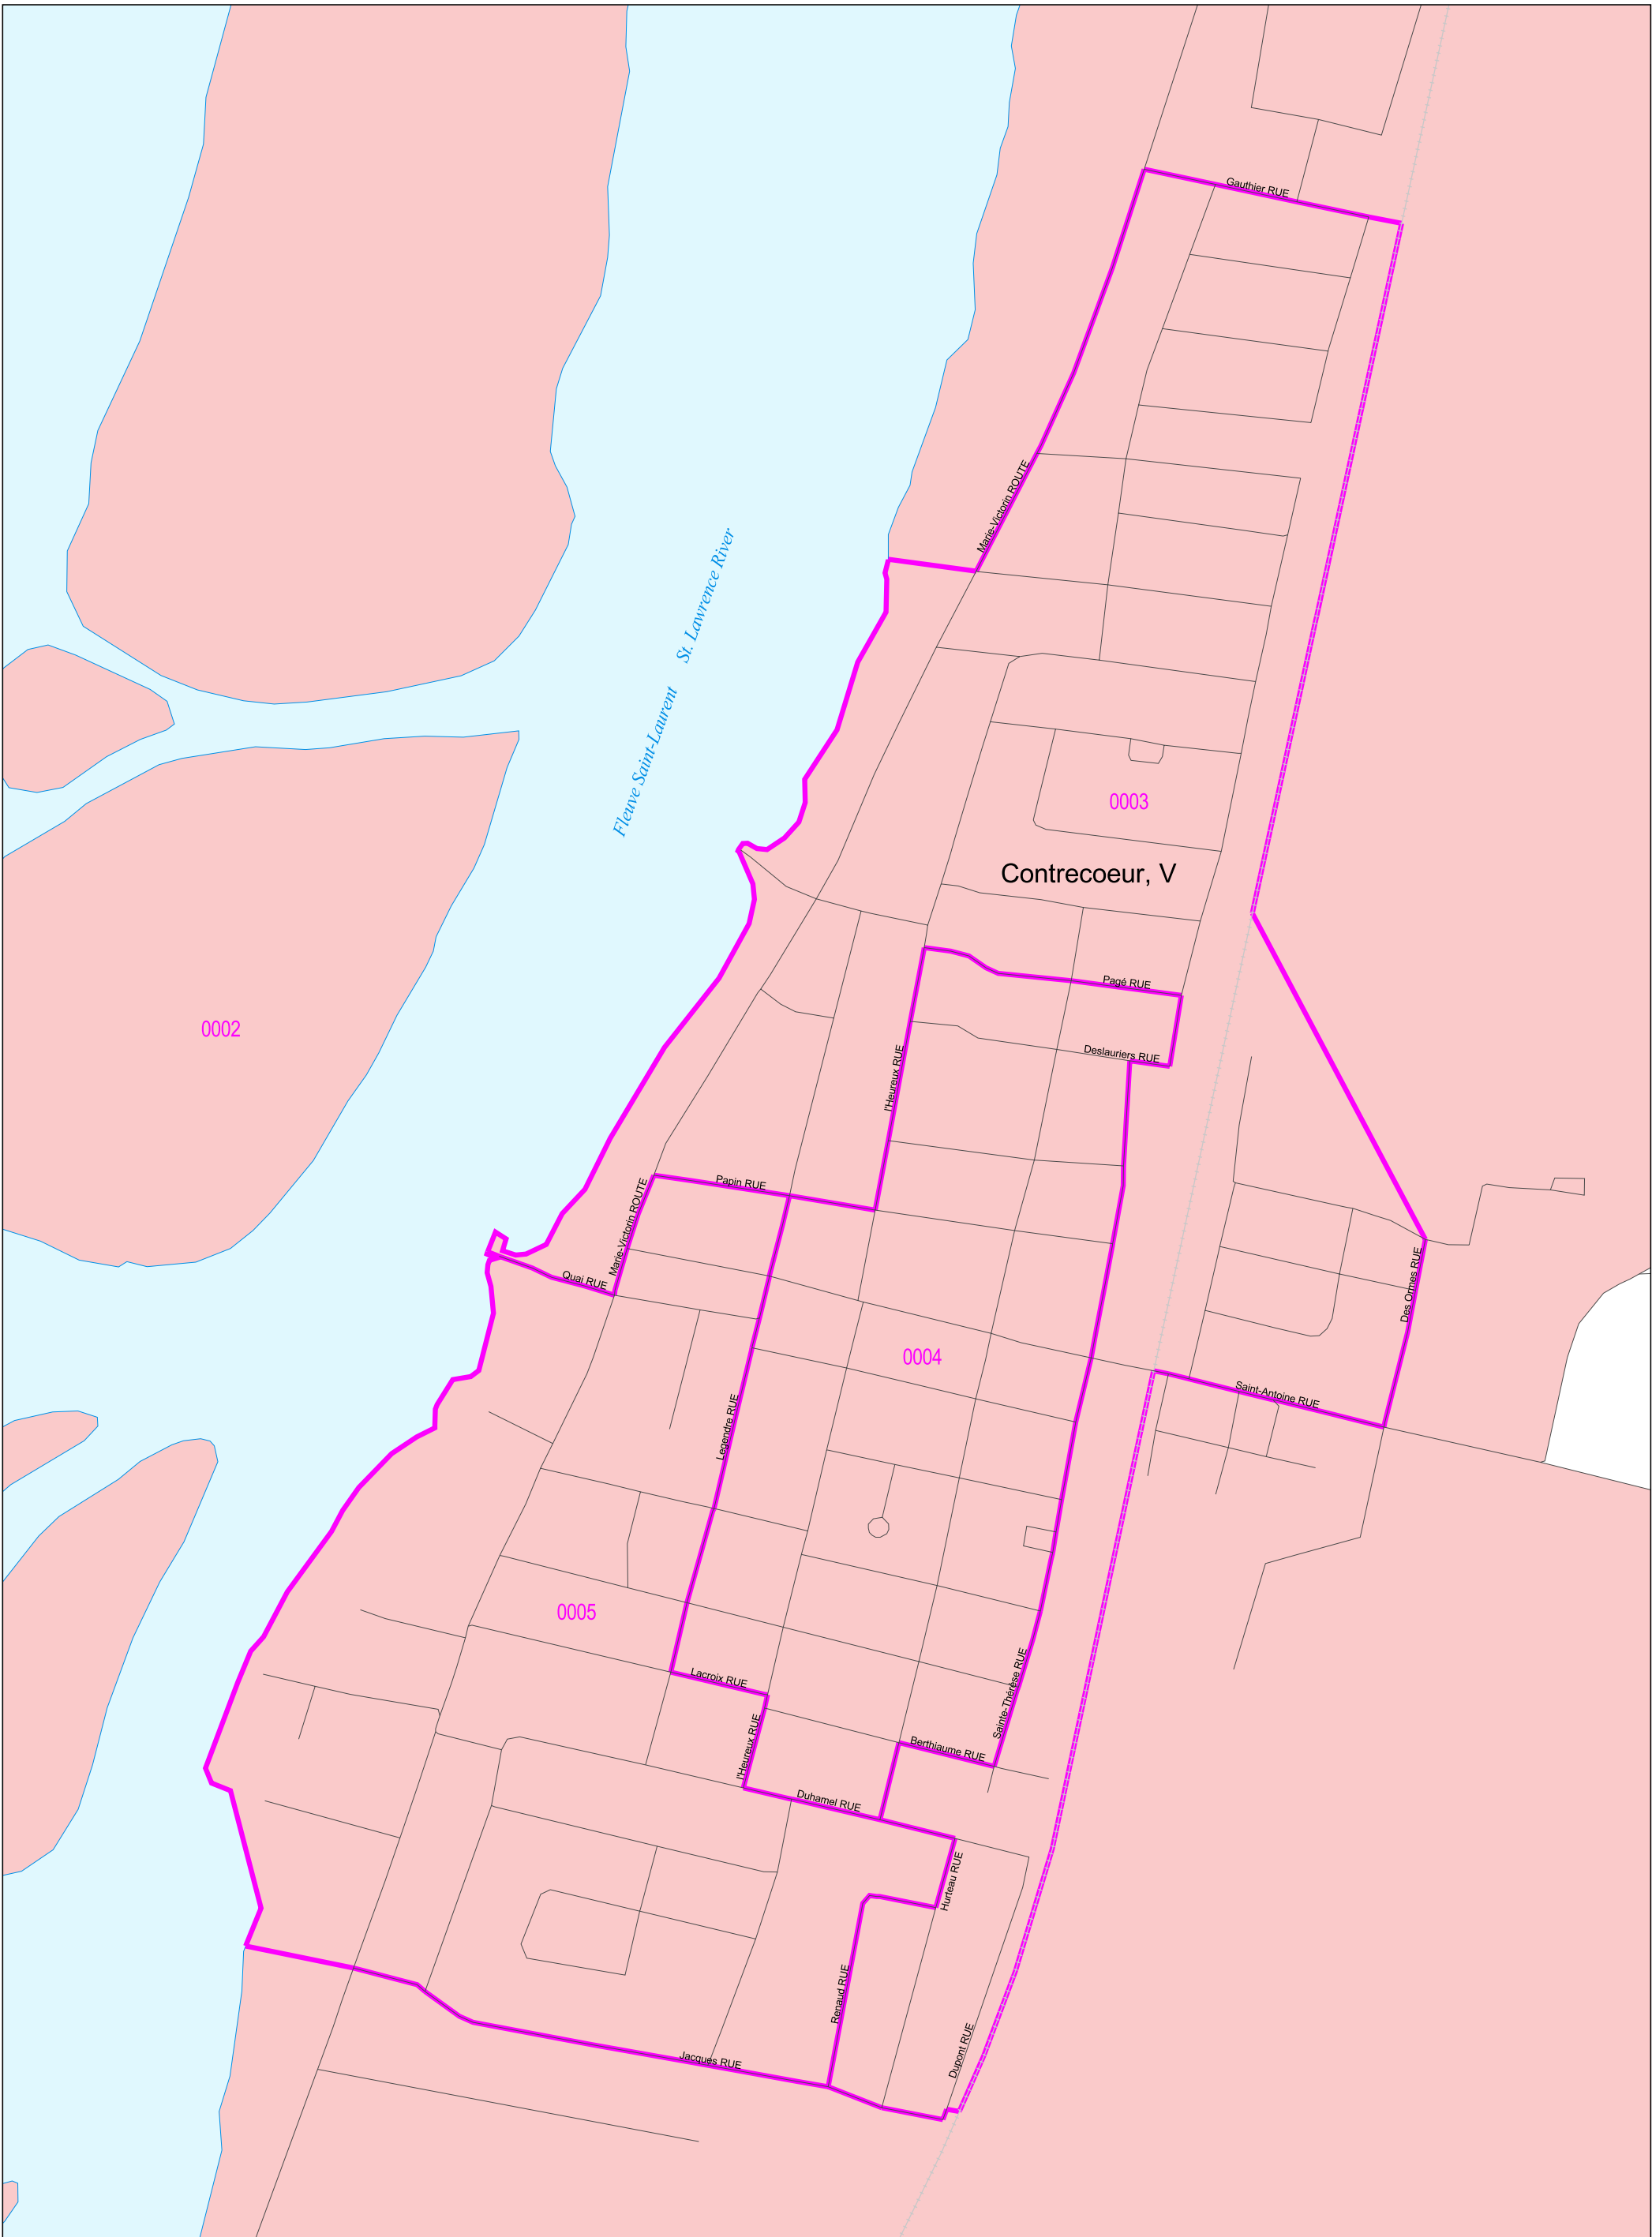 Gauthier RUE
Marie-Victorin ROUTE
Fleuve Saint-Laurent St. Lawrence River
0003
Contrecoeur, V
0002
Pagé RUE
Deslauriers RUE
l'Heureux RUE
Papin RUE
Marie-Victorin ROUTE
Quai RUE
Des Ormes RUE
0004
Saint-Antoine RUE
Legendre RUE
0005
Lacroix RUE
Sainte-Thérèse RUE
l'Heureux RUE
Berthiaume RUE
Duhamel RUE
Hurteau RUE
Renaud RUE
Dupont RUE
Jacques RUE